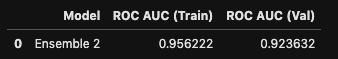 Model ROC AUC (Train) ROC AUC (Val)
0 Ensemble 2 0.956222 0.923632